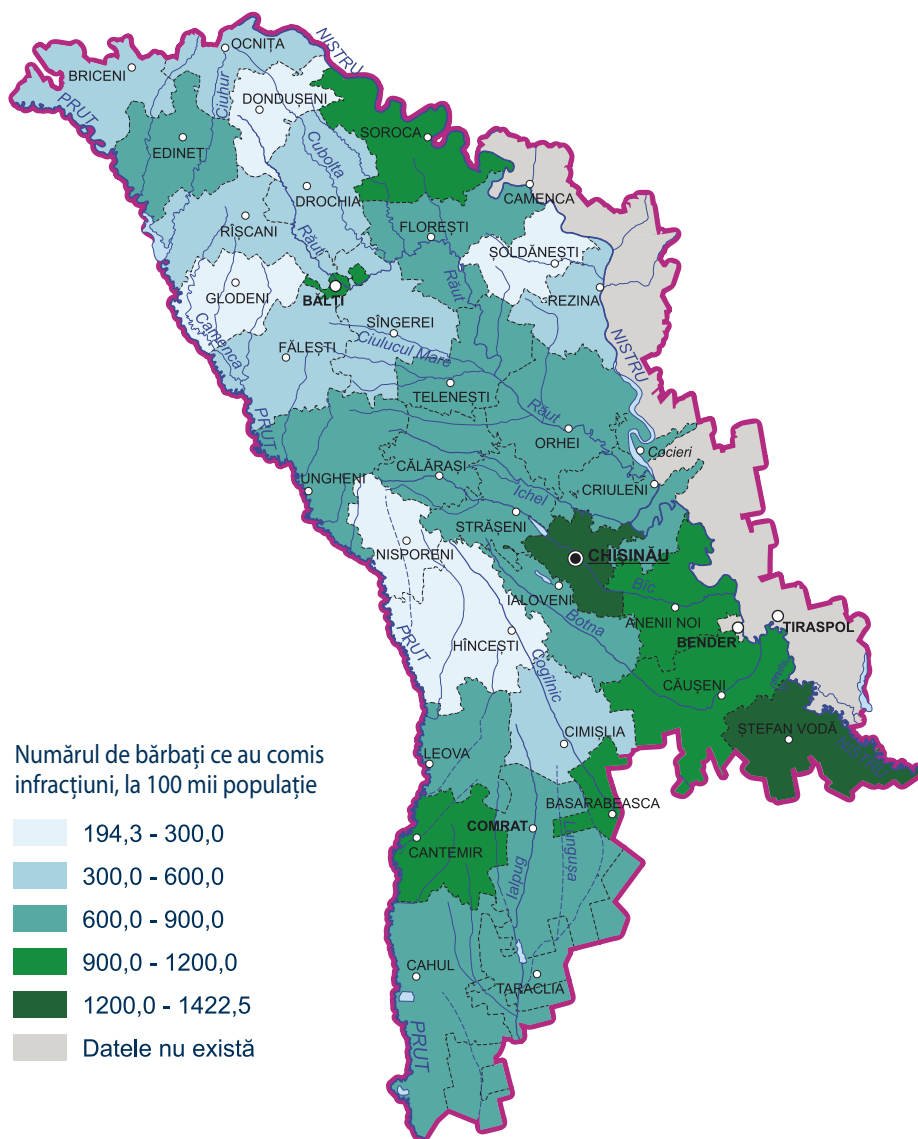 OCNIȚA
BRICENI
NISTRU
DONDUȘENI
Ciuhur
PRUT
SOROCA
EDINEȚ
Cubolta
DROCHIA
CAMENCA
RÎȘCANI
FLOREȘTI
Răut
ȘOLDĂNEȘTI
Răut
REZINA
GLODENI
BĂLȚI
SÎNGEREI
Camenca
Ciulucul Mare
FĂLEȘTI
NISTRU
TELENEȘTI
Răut
PRUT
ORHEI
Cocieri
CĂLĂRAȘI
UNGHENI
CRIULENI
Ichel
STRĂȘENI
NISPORENI
CHIȘINĂU
Bîc
IALOVENI
ANENII NOI
Botna
TIRASPOL
BENDER
PRUT
HÎNCEȘTI
Cogîlnic
CĂUȘENI
ȘTEFAN VODĂ
NISTRU
CIMIȘLIA
LEOVA
BASARABEASCA
COMRAT
CANTEMIR
Ialpug
Lunguța
CAHUL
TARACLIA
PRUT
Numărul de bărbați ce au comis
infracțiuni, la 100 mii populație
194,3 - 300,0
300,0 - 600,0
600,0 - 900,0
900,0 - 1200,0
1200,0 - 1422,5
Datele nu există